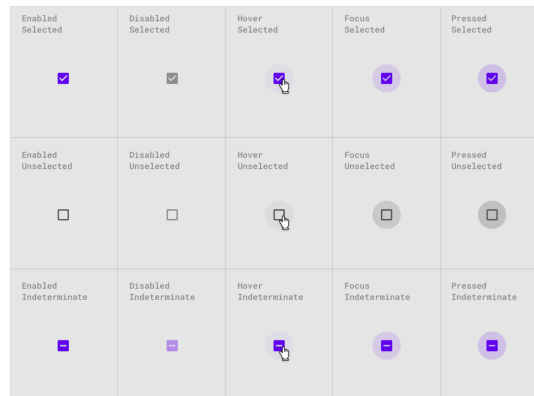 Enabled
Selected
Disabled
Selected
Hover
Selected
Focus
Selected
Pressed
Selected
Enabled
Unselected
Disabled
Unselected
Hover
Unselected
Focus
Unselected
Pressed
Unselected
Enabled
Indeterminate
Disabled
Indeterminate
Hover
Indeterminate
Focus
Indeterminate
Pressed
Indeterminate